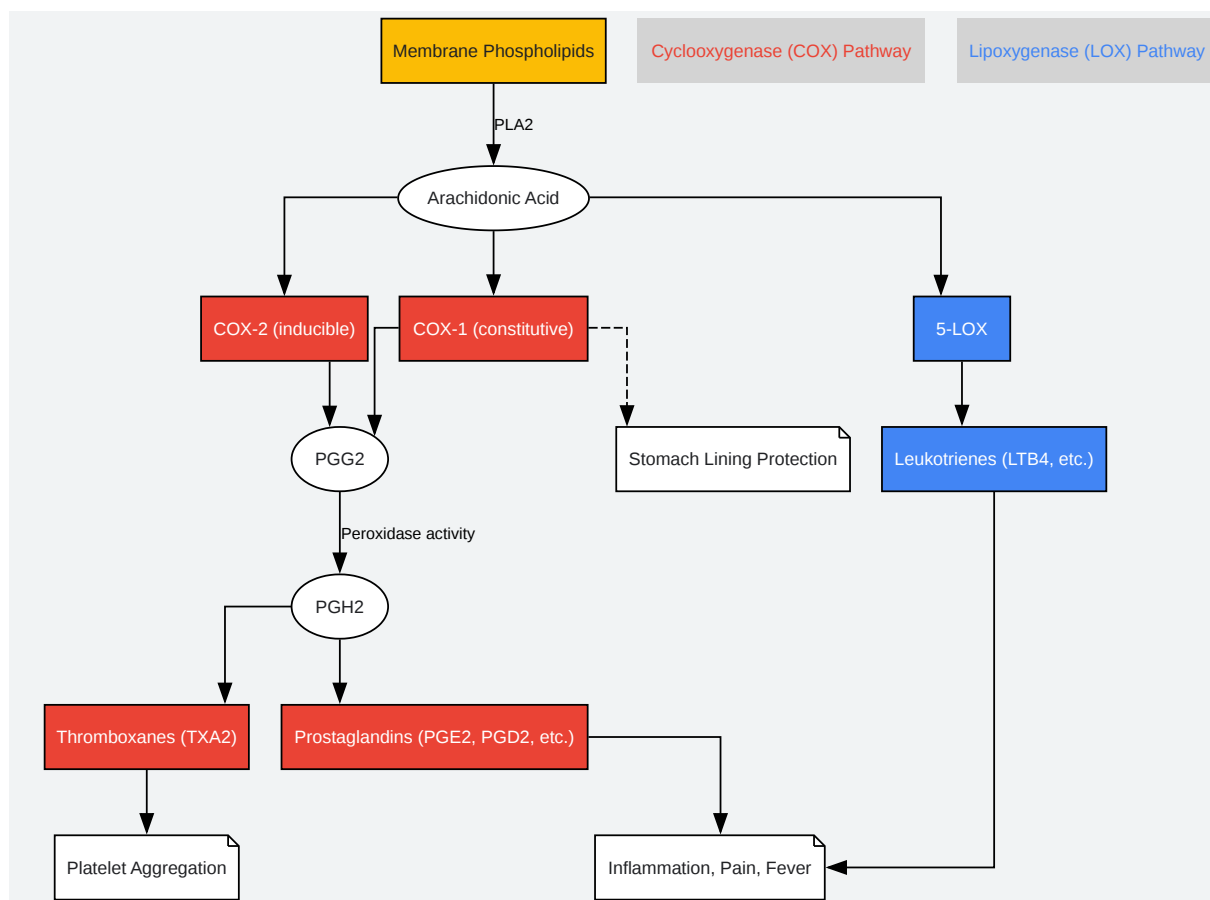 Membrane Phospholipids
Cyclooxygenase (COX) Pathway
Lipoxygenase (LOX) Pathway
PLA2
Arachidonic Acid
COX-2 (inducible)
COX-1 (constitutive)
5-LOX
PGG2
Stomach Lining Protection
Leukotrienes (LTB4, etc.)
Peroxidase activity
PGH2
Thromboxanes (TXA2)
Prostaglandins (PGE2, PGD2, etc.)
Platelet Aggregation
Inflammation, Pain, Fever